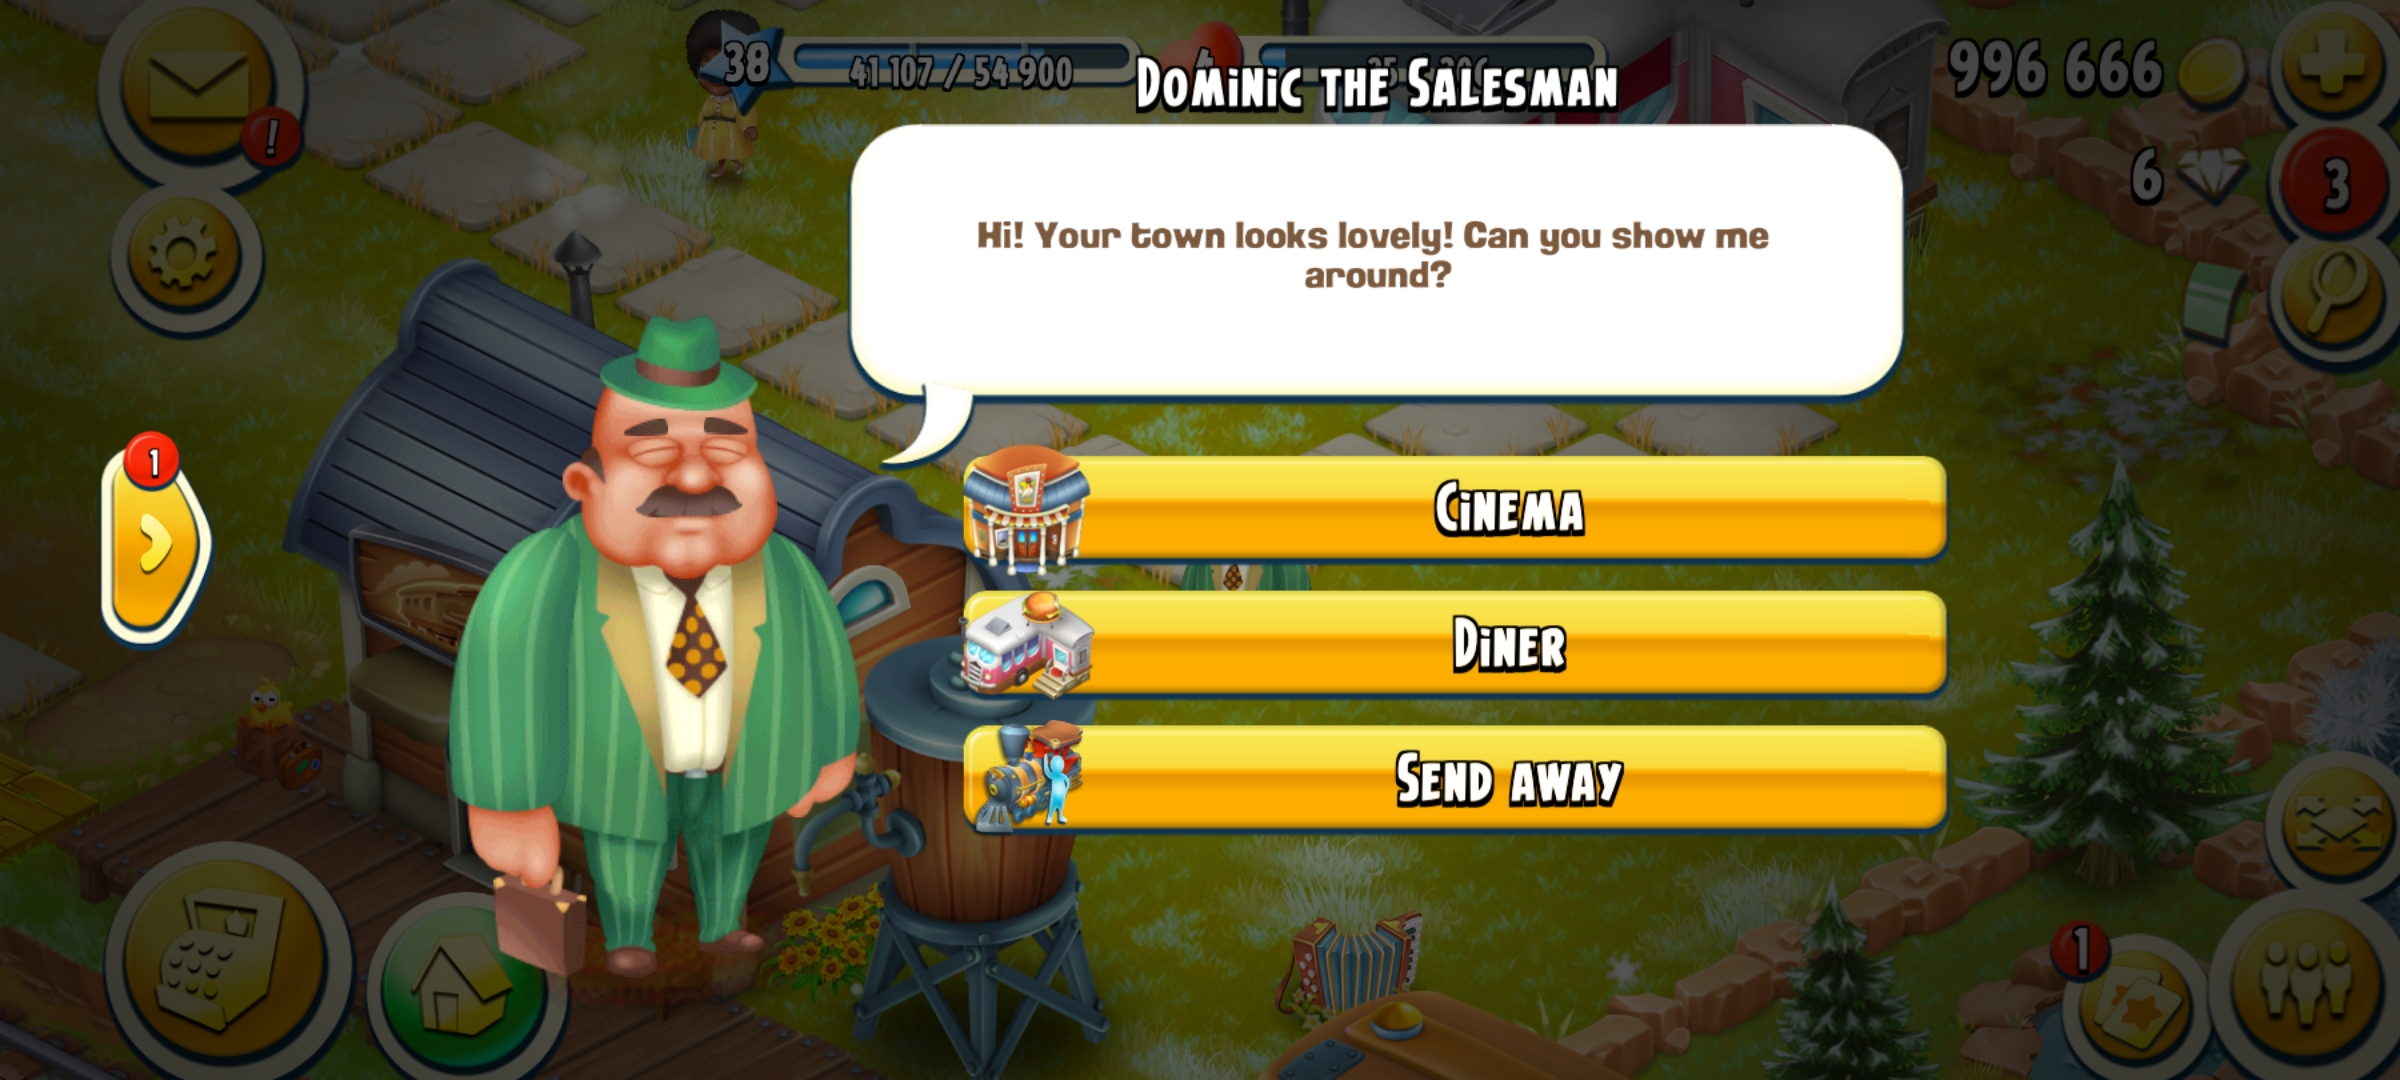 38
41 107 / 54 900
4
996 666
DOMINIC THE SALESMAN
!
6
3
Hi! Your town looks lovely! Can you show me
around?
1
CINEMA
DINER
SEND AWAY
1